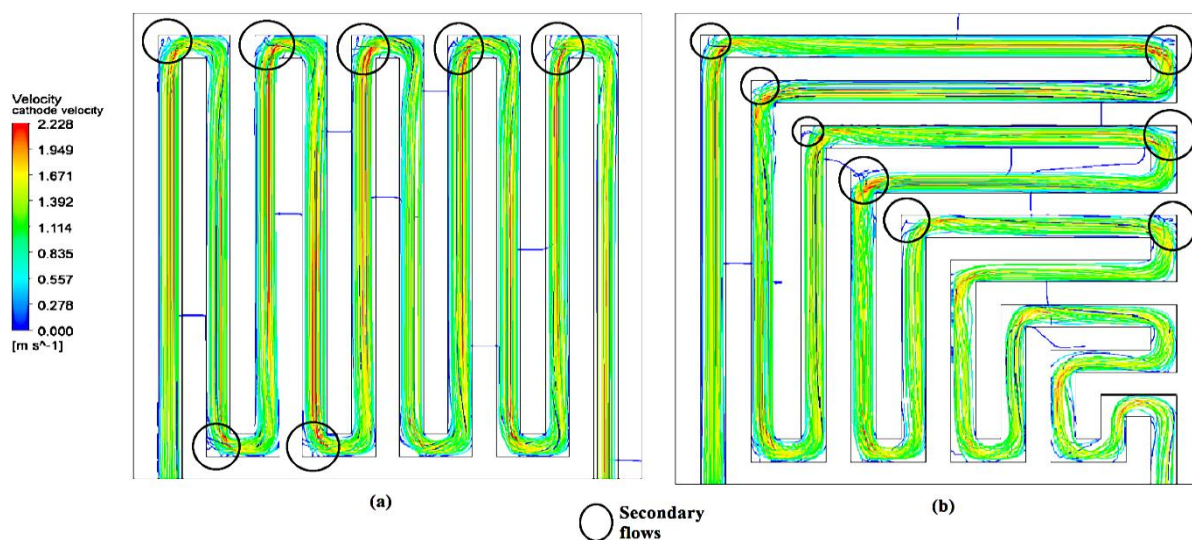 Velocity
cathode velocity
2.228
1.949
1.671
1.392
1.114
0.835
0.557
0.278
0.000
[m s^-1]
(a)
(b)
Secondary
flows